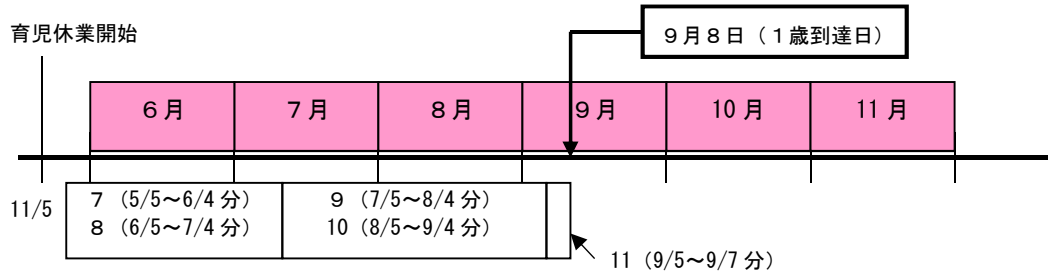 育児休業開始
９月８日（１歳到達日）
６月
７月
８月
９月
10月
11月
11/5
７（5/5～6/4 分）
８（6/5～7/4 分）
９（7/5～8/4 分）
10（8/5～9/4 分）
11（9/5～9/7 分）